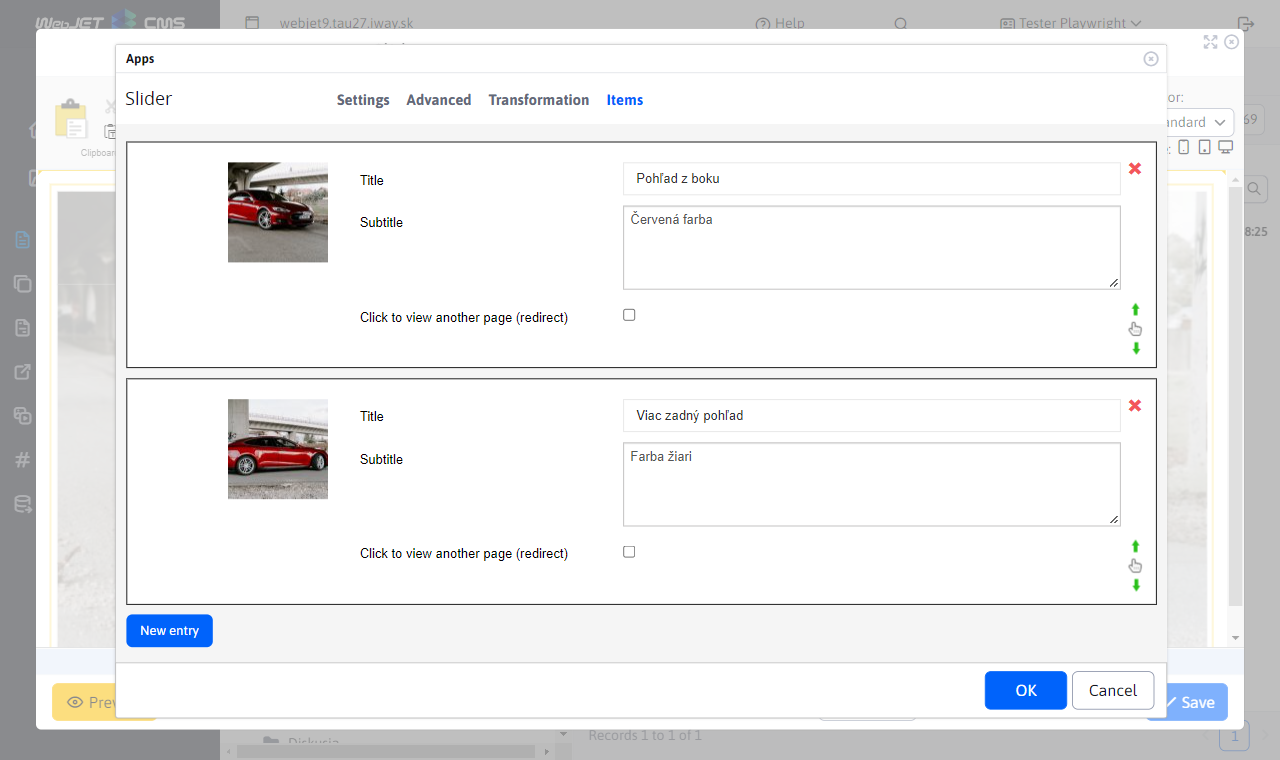 WebJET CMS
webjet9.tau27.iway.sk
Help
Tester Playwright
Apps
Slider
Settings
Advanced
Transformation
Items
Clipboar
or:
andard
69
8:25
Title
Pohľad z boku
Subtitle
Červená farba
Click to view another page (redirect)
Title
Viac zadný pohľad
Subtitle
Farba žiari
Click to view another page (redirect)
New entry
OK
Cancel
Prev
Save
Diskusia
Records 1 to 1 of 1
1